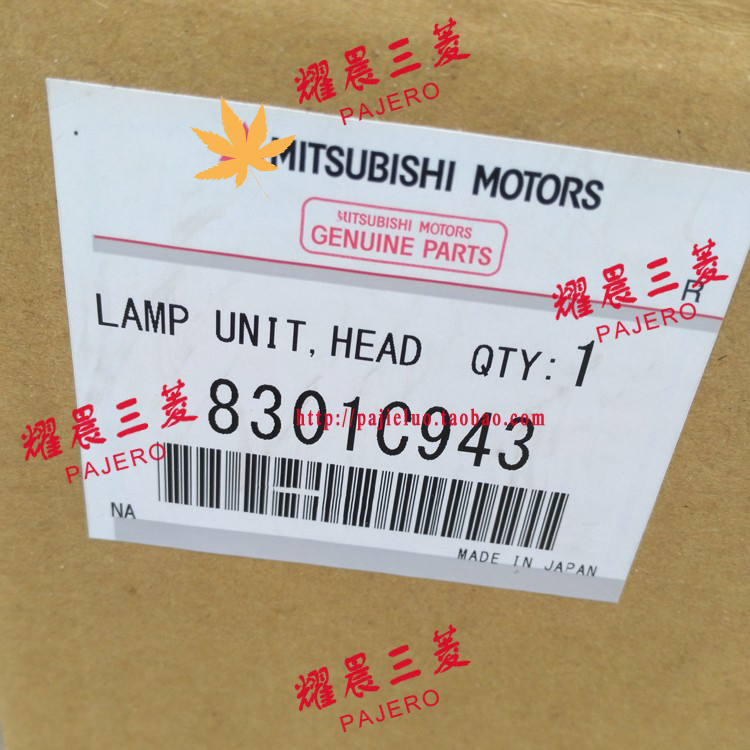 耀晨三菱
PAJERO
MITSUBISHI MOTORS
MITSUBISHI MOTORS
GENUINE PARTS
R
耀晨三菱
PAJERO
LAMP UNIT, HEAD QTY: 1
8301C943
http://pajieluo.taobao.com
耀晨三菱
PAJERO
NA
MADE IN JAPAN
耀晨三菱
PAJERO